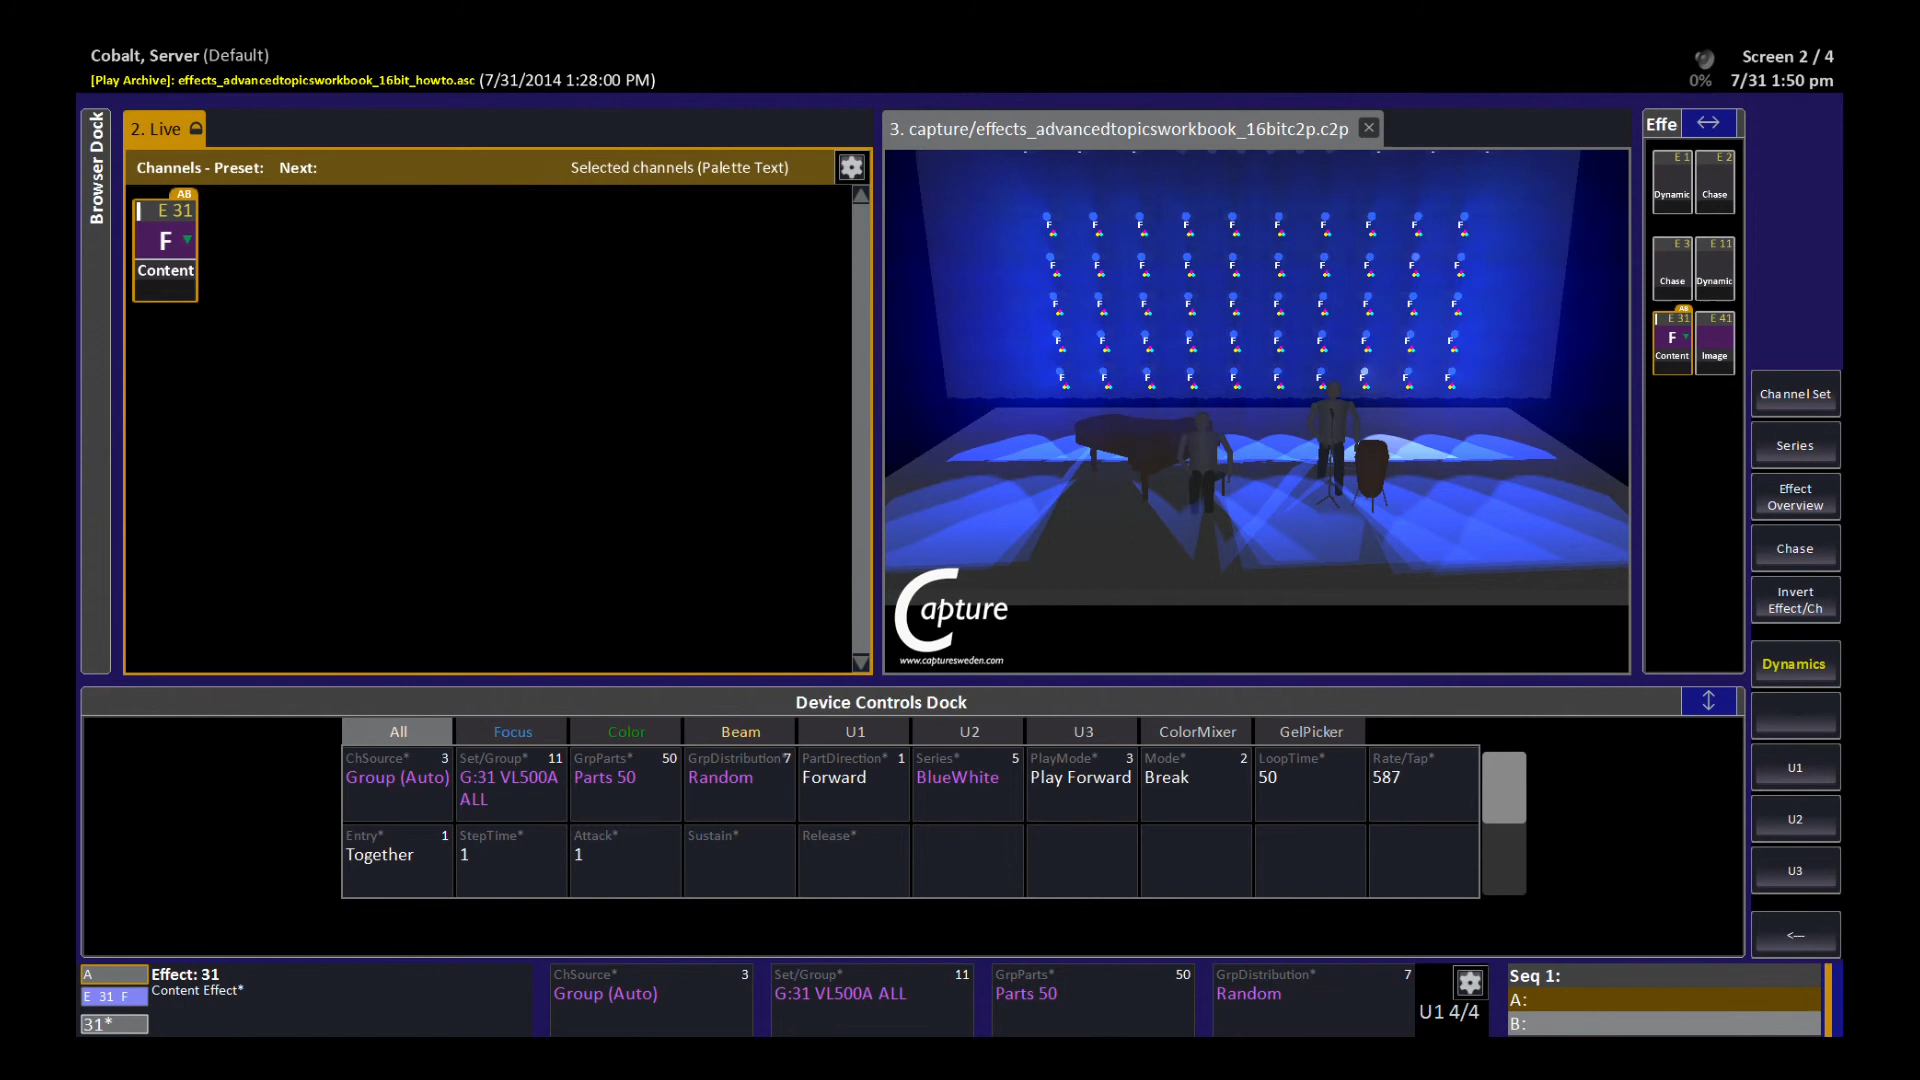 Cobalt, Server (Default)
[Play Archive]: effects_advancedtopicsworkbook_16bit_howto.asc (7/31/2014 1:28:00 PM)
Screen 2 / 4
0% 7/31 1:50 pm
Browser Dock
2. Live
Channels - Preset: Next: Selected channels (Palette Text)
AB
E 31
F
Content
3. capture/effects_advancedtopicsworkbook_16bitc2p.c2p
F F F F F F F F F F
F F F F F F F F F F
F F F F F F F F F F
F F F F F F F F F F
F F F F F F F F F F
Capture
www.capturesweden.com
Effe
E 1 E 2
Dynamic Chase
E 3 E 11
Chase Dynamic
AB
E 31 E 41
F
Content Image
Channel Set
Series
Effect
Overview
Chase
Invert
Effect/Ch
Dynamics
U1
U2
U3
<---
Device Controls Dock
All Focus Color Beam U1 U2 U3 ColorMixer GelPicker
ChSource* 3 Set/Group* 11 GrpParts* 50 GrpDistribution* 7 PartDirection* 1 Series* 5 PlayMode* 3 Mode* 2 LoopTime* Rate/Tap*
Group (Auto) G:31 VL500A Parts 50 Random Forward BlueWhite Play Forward Break 50 587
ALL
Entry* 1 StepTime* Attack* Sustain* Release*
Together 1 1
A
E 31 F
31*
Effect: 31
Content Effect*
ChSource* 3 Set/Group* 11 GrpParts* 50 GrpDistribution* 7
Group (Auto) G:31 VL500A ALL Parts 50 Random
U1 4/4
Seq 1:
A:
B: